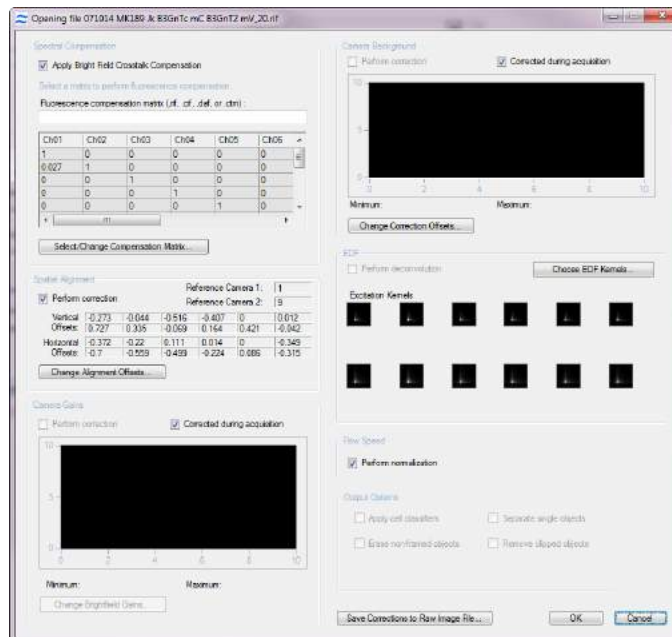 Opening file 071014 MK189 Jk B3GnTc mC B3GnT2 mV_20.rif
Spectral Compensation
Apply Bright Field Crosstalk Compensation
Select a matrix to perform fluorescence compensation
Fluorescence compensation matrix (.rif, .cif, .daf, or .ctm) :
Ch01 Ch02 Ch03 Ch04 Ch05 Ch06
1 0 0 0 0 0
0.027 1 0 0 0 0
0 0 1 0 0 0
0 0 0 1 0 0
0 0 0 0 1 0
Select/Change Compensation Matrix...
Spatial Alignment
Reference Camera 1: 1
Perform correction
Reference Camera 2: 9
Vertical Offsets: -0.273 -0.044 -0.516 -0.407 0 0.012
0.727 0.335 -0.069 0.164 0.421 -0.042
Horizontal Offsets: -0.372 -0.22 0.111 0.014 0 -0.349
-0.7 -0.559 -0.499 -0.224 0.086 -0.315
Change Alignment Offsets...
Camera Gains
Perform correction
Corrected during acquisition
10
5
0
0 2 4 6 8 10
Minimum:
Maximum:
Change Brightfield Gains...
Camera Background
Perform correction
Corrected during acquisition
10
5
0
0 2 4 6 8 10
Minimum:
Maximum:
Change Correction Offsets...
EDF
Perform deconvolution
Choose EDF Kernels...
Excitation Kernels
Flow Speed
Perform normalization
Output Options
Apply cell classifiers
Separate single objects
Erase nonframed objects
Remove clipped objects
Save Corrections to Raw Image File...
OK
Cancel